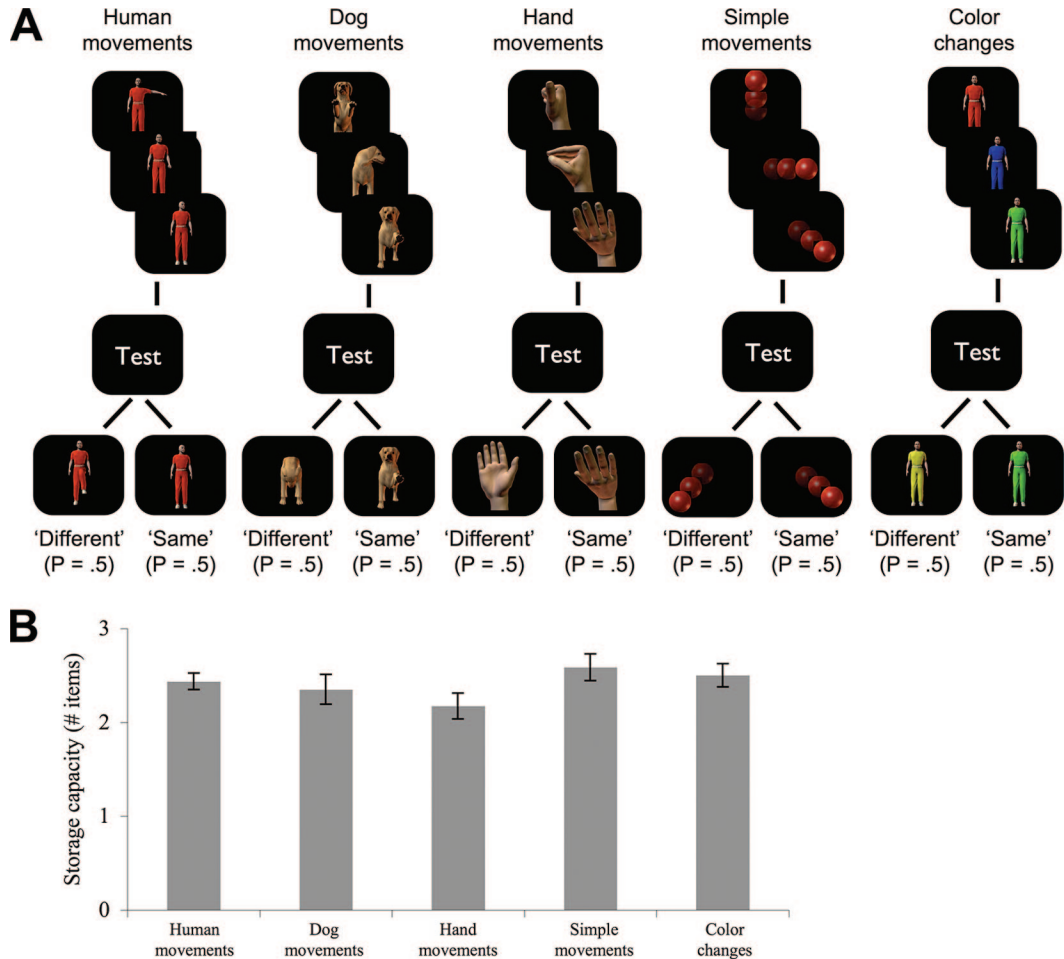 A
Human
movements
Dog
movements
Hand
movements
Simple
movements
Color
changes
Test
Test
Test
Test
Test
‘Different’
(P = .5)
‘Same’
(P = .5)
‘Different’
(P = .5)
‘Same’
(P = .5)
‘Different’
(P = .5)
‘Same’
(P = .5)
‘Different’
(P = .5)
‘Same’
(P = .5)
‘Different’
(P = .5)
‘Same’
(P = .5)
B
Storage capacity (# items)
3
2
1
0
Human
movements
Dog
movements
Hand
movements
Simple
movements
Color
changes